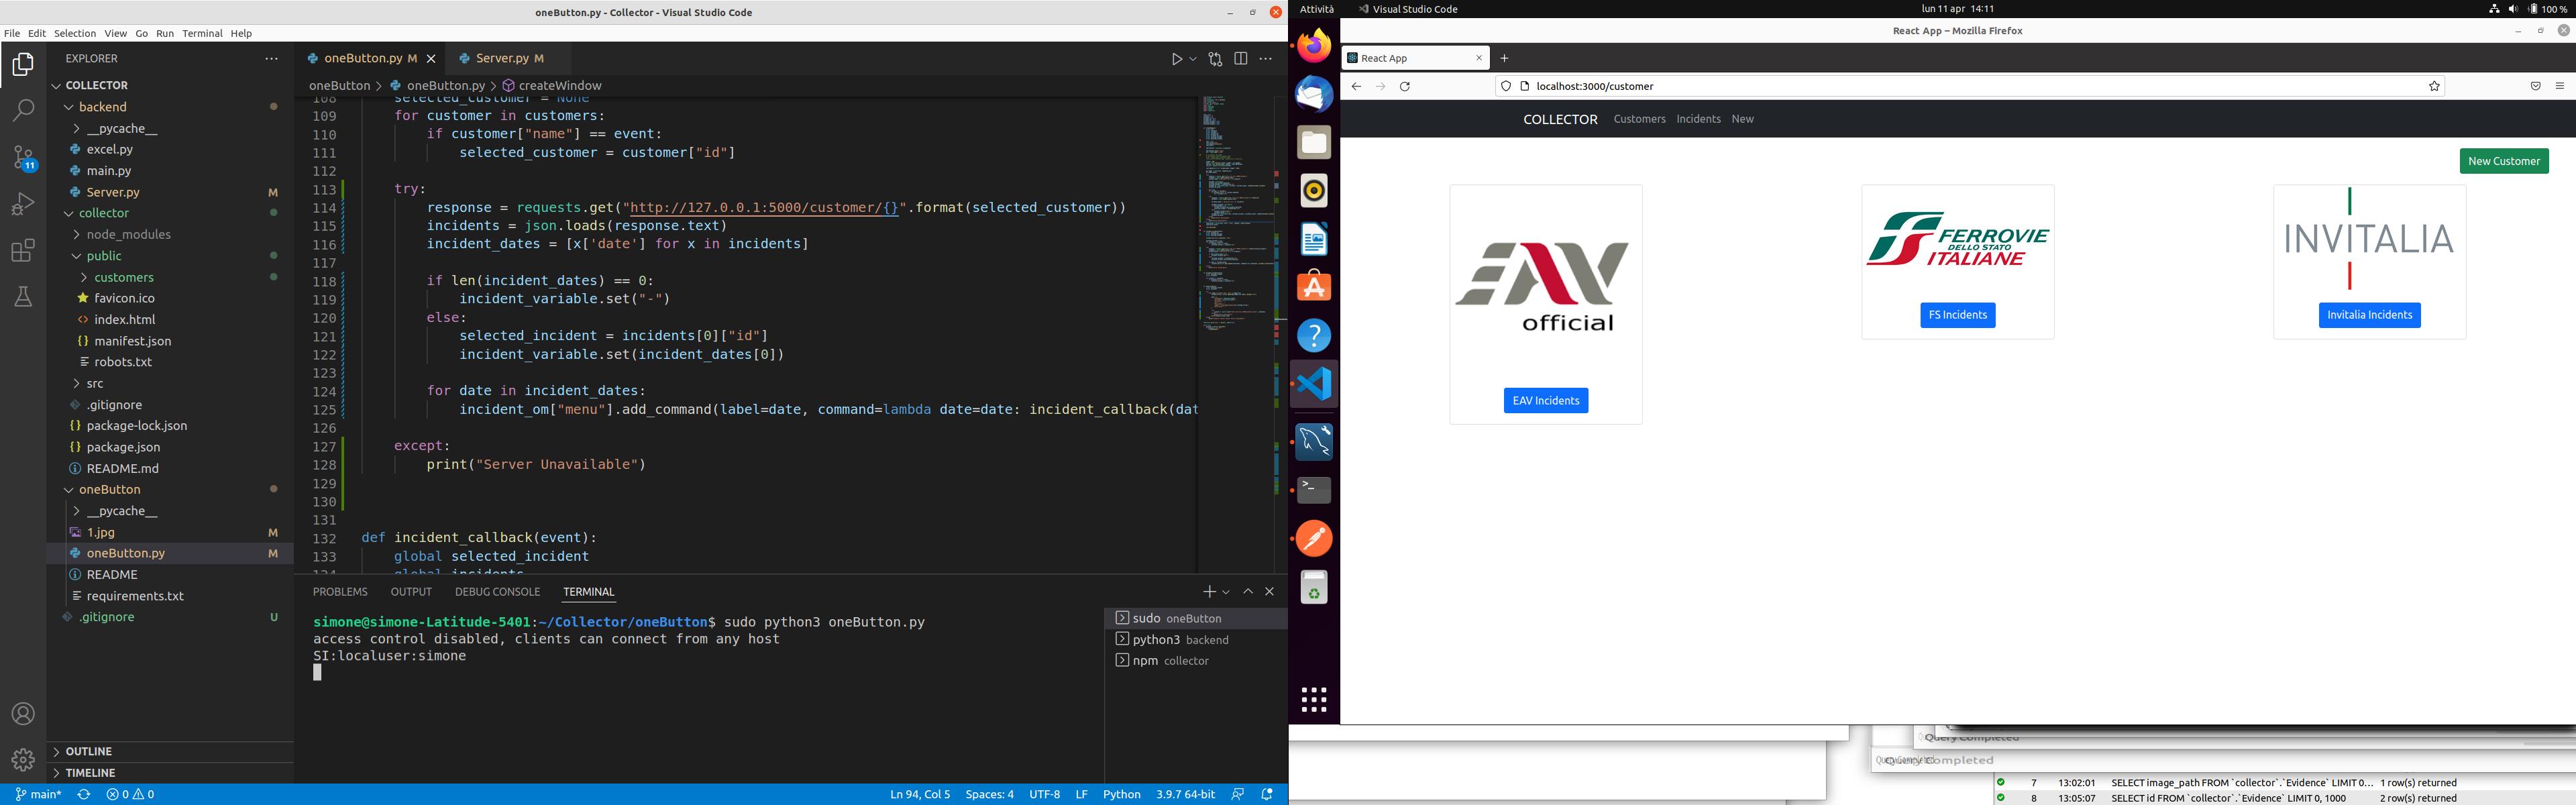 oneButton.py - Collector - Visual Studio Code
File Edit Selection View Go Run Terminal Help
EXPLORER
COLLECTOR
backend
__pycache__
excel.py
main.py
Server.py M
collector
node_modules
public
customers
favicon.ico
index.html
manifest.json
robots.txt
src
.gitignore
package-lock.json
package.json
README.md
oneButton
__pycache__
1.jpg M
oneButton.py M
README
requirements.txt
.gitignore U
OUTLINE
TIMELINE
11
oneButton.py M
Server.py M
oneButton > oneButton.py > createWindow
108 selected_customer = None
109 for customer in customers:
110 if customer["name"] == event:
111 selected_customer = customer["id"]
112
113 try:
114 response = requests.get("http://127.0.0.1:5000/customer/{}".format(selected_customer))
115 incidents = json.loads(response.text)
116 incident_dates = [x['date'] for x in incidents]
117
118 if len(incident_dates) == 0:
119 incident_variable.set("-")
120 else:
121 selected_incident = incidents[0]["id"]
122 incident_variable.set(incident_dates[0])
123
124 for date in incident_dates:
125 incident_om["menu"].add_command(label=date, command=lambda date=date: incident_callback(dat
126
127 except:
128 print("Server Unavailable")
129
130
131
132 def incident_callback(event):
133 global selected_incident
134 global incidents
PROBLEMS OUTPUT DEBUG CONSOLE TERMINAL
simone@simone-Latitude-5401:~/Collector/oneButton$ sudo python3 oneButton.py
access control disabled, clients can connect from any host
SI:localuser:simone
sudo oneButton
python3 backend
npm collector
main* 0 0
Ln 94, Col 5 Spaces: 4 UTF-8 LF Python 3.9.7 64-bit
Attività Visual Studio Code
lun 11 apr 14:11
100 %
React App – Mozilla Firefox
React App
localhost:3000/customer
COLLECTOR Customers Incidents New
New Customer
EAV
official
EAV Incidents
FERROVIE
DELLO STATO
ITALIANE
FS Incidents
INVITALIA
Invitalia Incidents
Query Completed
7 13:02:01 SELECT image_path FROM `collector`.`Evidence` LIMIT 0... 1 row(s) returned
8 13:05:07 SELECT id FROM `collector`.`Evidence` LIMIT 0, 1000 2 row(s) returned